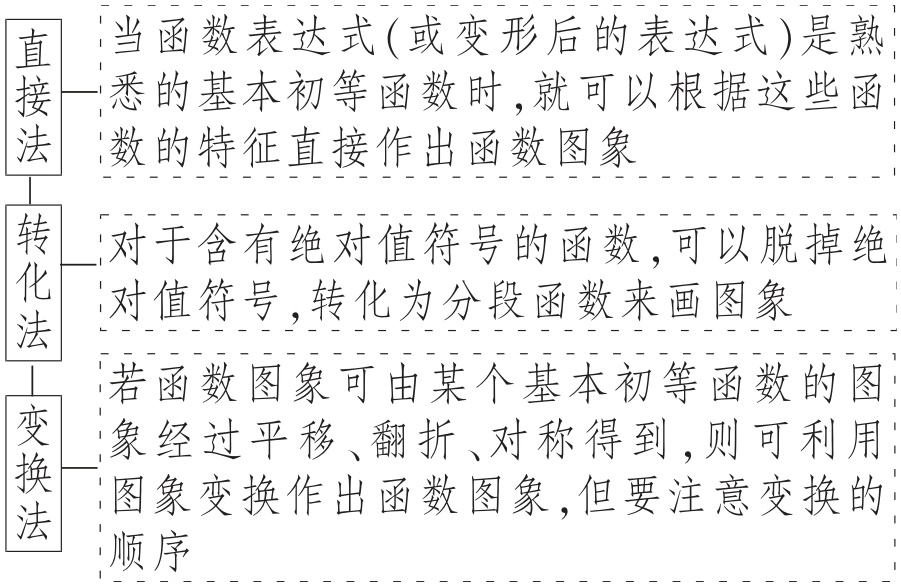 直接法
当函数表达式(或变形后的表达式)是熟
悉的基本初等函数时,就可以根据这些函
数的特征直接作出函数图象
转化法
对于含有绝对值符号的函数,可以脱掉绝
对值符号,转化为分段函数来画图象
变换法
若函数图象可由某个基本初等函数的图
象经过平移、翻折、对称得到,则可利用
图象变换作出函数图象,但要注意变换的
顺序